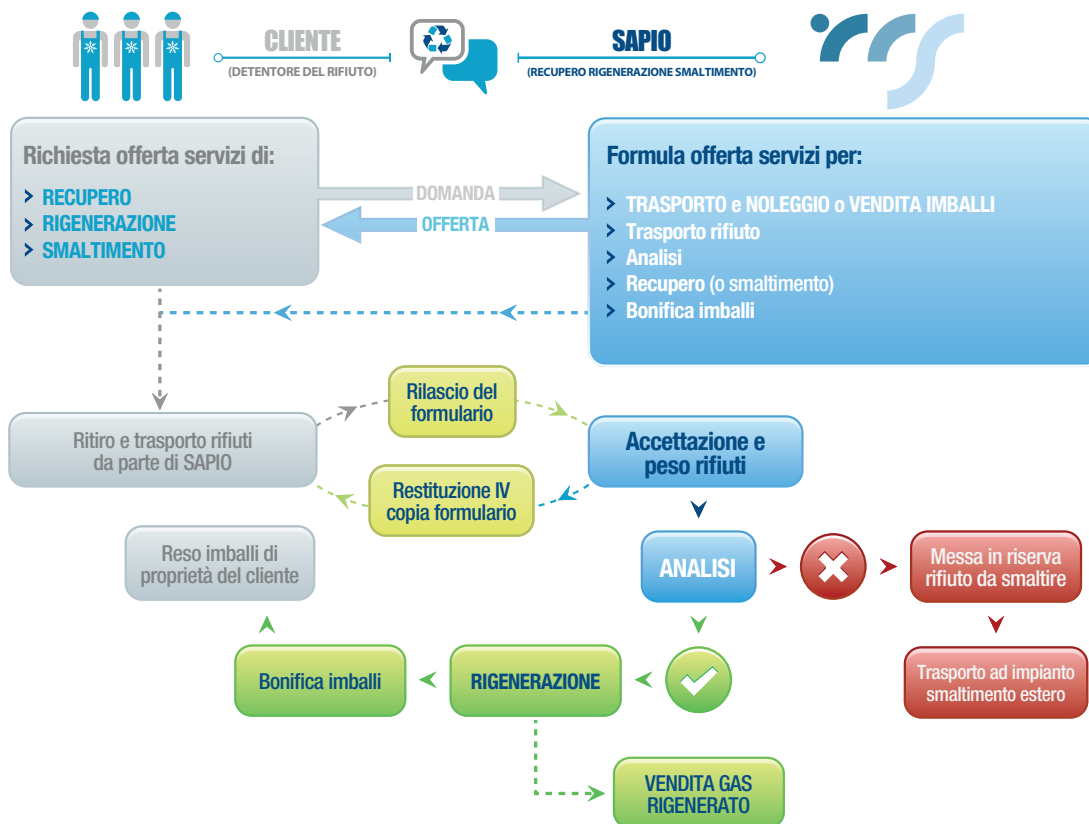 CLIENTE
(DETENTORE DEL RIFIUTO)
SAPIO
(RECUPERO RIGENERAZIONE SMALTIMENTO)
Richiesta offerta servizi di:
> RECUPERO
> RIGENERAZIONE
> SMALTIMENTO
DOMANDA
OFFERTA
Formula offerta servizi per:
> TRASPORTO e NOLEGGIO o VENDITA IMBALLI
> Trasporto rifiuto
> Analisi
> Recupero (o smaltimento)
> Bonifica imballi
Rilascio del
formulario
Ritiro e trasporto rifiuti
da parte di SAPIO
Accettazione e
peso rifiuti
Restituzione IV
copia formulario
Reso imballi di
proprietà del cliente
ANALISI
Messa in riserva
rifiuto da smaltire
Bonifica imballi
RIGENERAZIONE
Trasporto ad impianto
smaltimento estero
VENDITA GAS
RIGENERATO